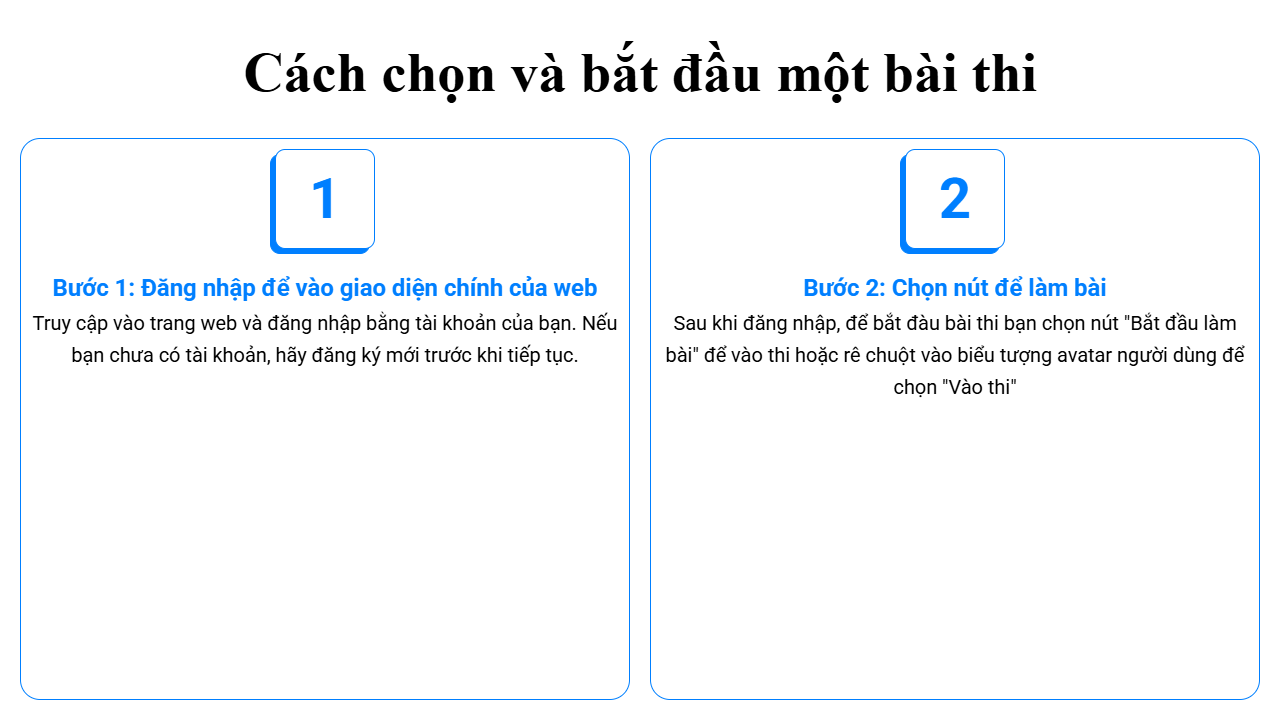 Cách chọn và bắt đầu một bài thi
1
Bước 1: Đăng nhập để vào giao diện chính của web
Truy cập vào trang web và đăng nhập bằng tài khoản của bạn. Nếu
bạn chưa có tài khoản, hãy đăng ký mới trước khi tiếp tục.
2
Bước 2: Chọn nút để làm bài
Sau khi đăng nhập, để bắt đàu bài thi bạn chọn nút "Bắt đầu làm
bài" để vào thi hoặc rê chuột vào biểu tượng avatar người dùng để
chọn "Vào thi"